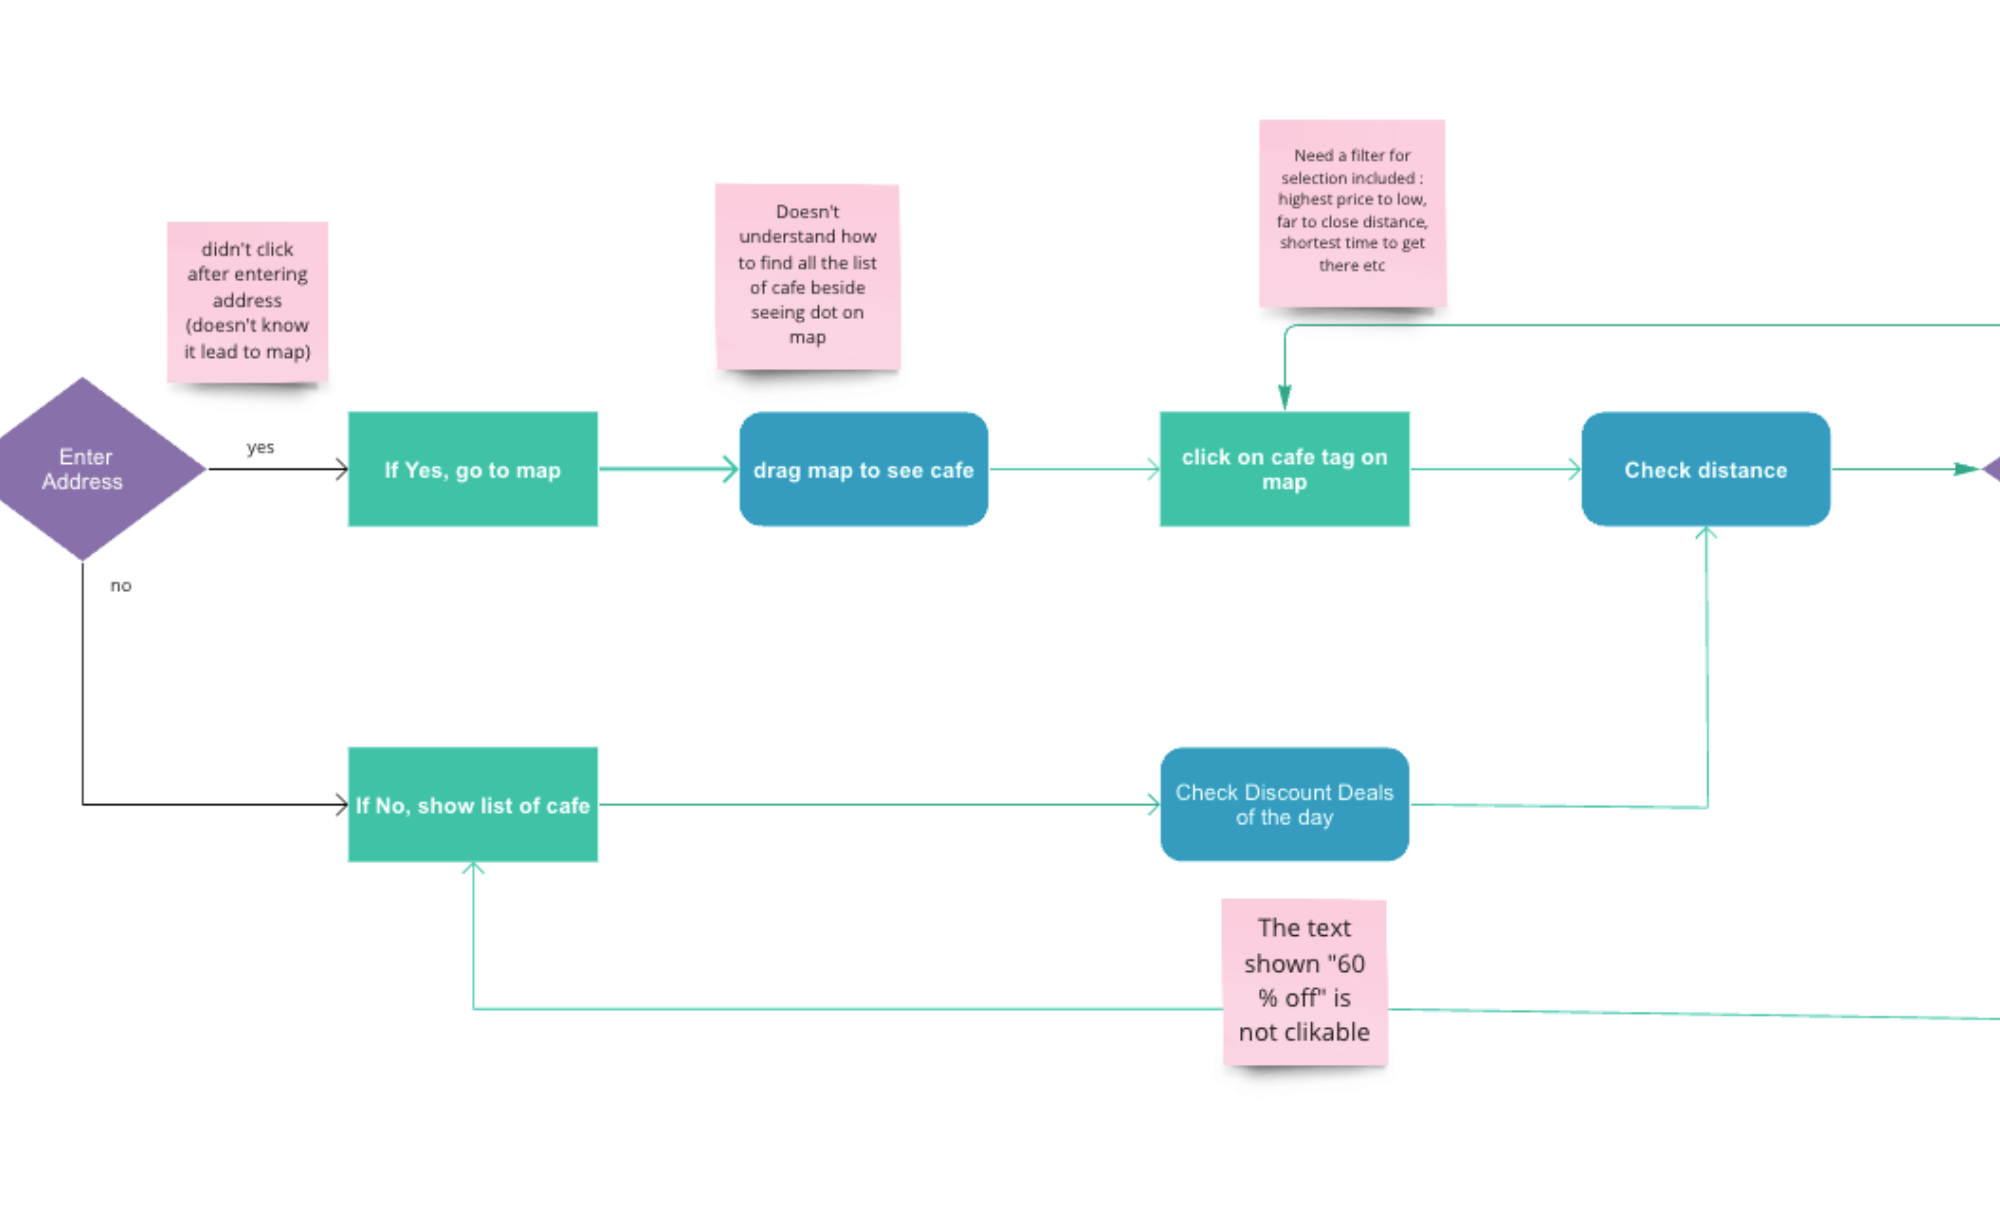 Need a filter for
selection included :
highest price to low,
far to close distance,
shortest time to get
there etc
Doesn't
understand how
to find all the list
of cafe beside
seeing dot on
map
didn't click
after entering
address
(doesn't know
it lead to map)
Enter
Address
yes
If Yes, go to map
drag map to see cafe
click on cafe tag on
map
Check distance
no
If No, show list of cafe
Check Discount Deals
of the day
The text
shown "60
% off" is
not clikable